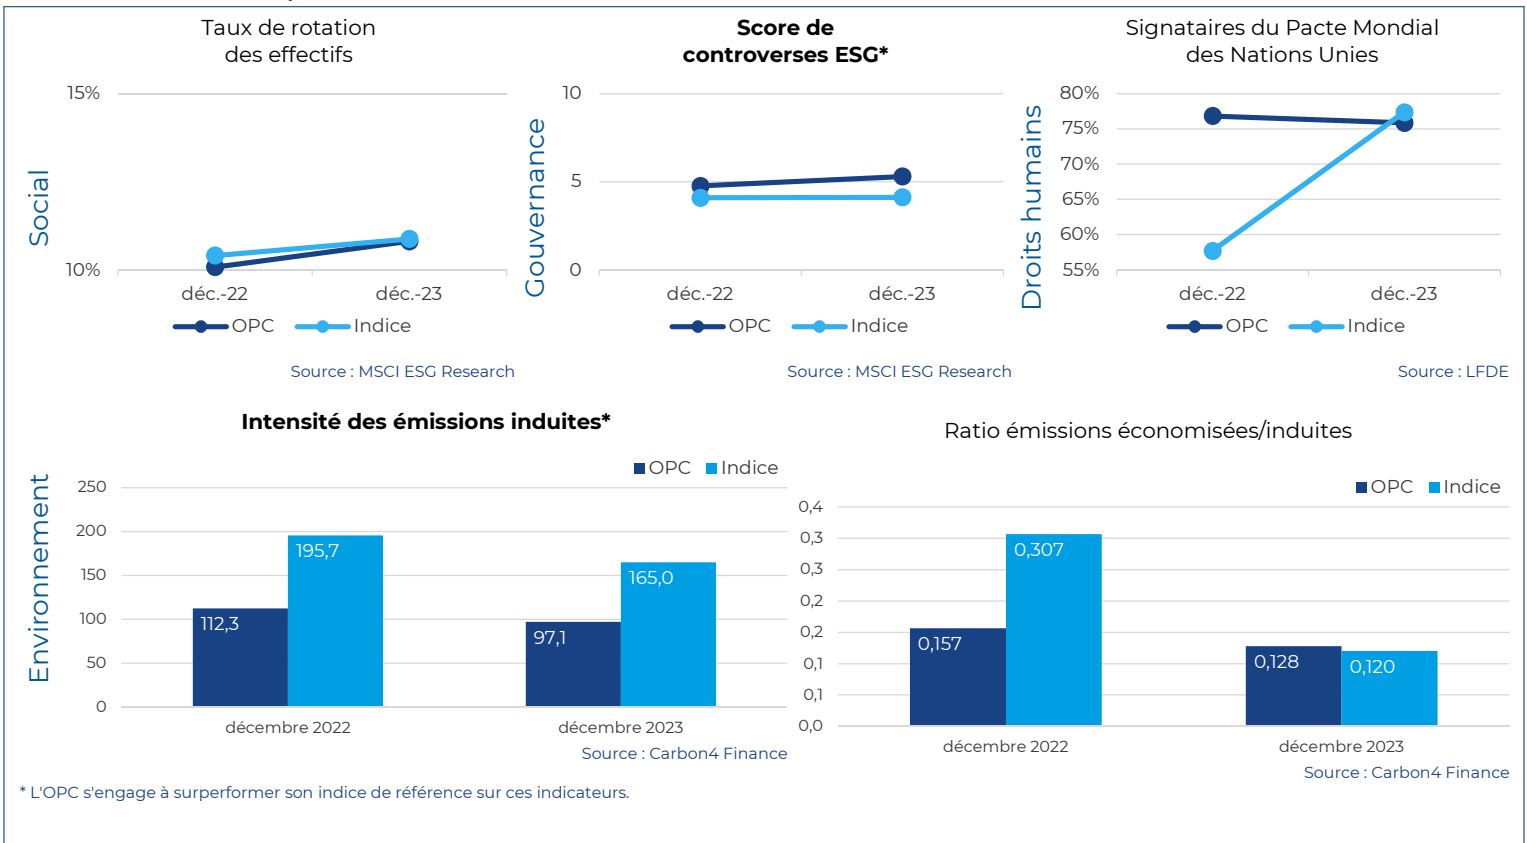 Taux de rotation
des effectifs
15%
10%
Social
déc.-22
déc.-23
OPC
Indice
Source : MSCI ESG Research
Score de
controverses ESG*
10
5
0
Gouvernance
déc.-22
déc.-23
OPC
Indice
Source : MSCI ESG Research
Signataires du Pacte Mondial
des Nations Unies
80%
75%
70%
65%
60%
55%
Droits humains
déc.-22
déc.-23
OPC
Indice
Source : LFDE
Intensité des émissions induites*
OPC
Indice
Environnement
250
200
150
100
50
0
195,7
112,3
165,0
97,1
décembre 2022
décembre 2023
Source : Carbon4 Finance
Ratio émissions économisées/induites
OPC
Indice
0,4
0,3
0,3
0,2
0,2
0,1
0,1
0,0
0,307
0,157
0,128
0,120
décembre 2022
décembre 2023
Source : Carbon4 Finance
* L'OPC s'engage à surperformer son indice de référence sur ces indicateurs.